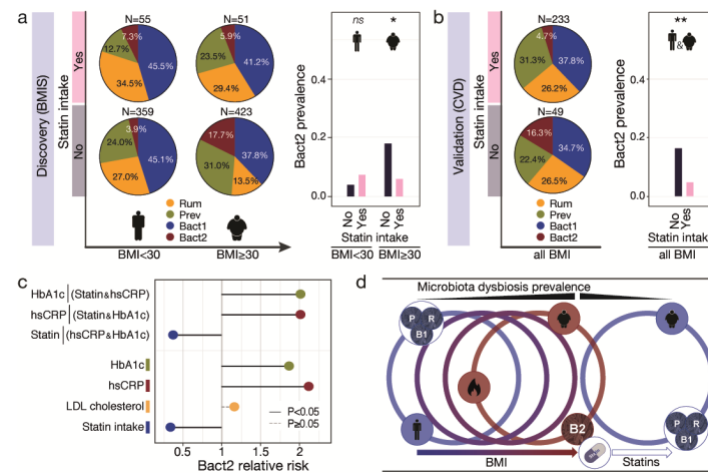 a
Discovery (BMIS)
Statin intake
Yes
No
N=55
N=51
7.3%
12.7%
45.5%
34.5%
5.9%
23.5%
41.2%
29.4%
N=359
N=423
3.9%
24.0%
45.1%
27.0%
17.7%
37.8%
31.0%
13.5%
Rum
Prev
Bact1
Bact2
BMI<30
BMI≥30
Bact2 prevalence
0.4
0.2
0.0
ns
*
No
Yes
No
Yes
Statin intake
BMI<30 BMI≥30
b
Validation (CVD)
Statin intake
Yes
No
N=233
4.7%
31.3%
37.8%
26.2%
N=49
16.3%
34.7%
22.4%
26.5%
Rum
Prev
Bact1
Bact2
all BMI
Bact2 prevalence
0.4
0.2
0.0
**
&
No
Yes
Statin intake
all BMI
c
HbA1c|(Statin&hsCRP)
hsCRP|(Statin&HbA1c)
Statin|(hsCRP&HbA1c)
HbA1c
hsCRP
LDL cholesterol
Statin intake
P<0.05
P≥0.05
0.5 1 1.5 2
Bact2 relative risk
d
Microbiota dysbiosis prevalence
P R
B1
B2
P R
B1
BMI
Statins